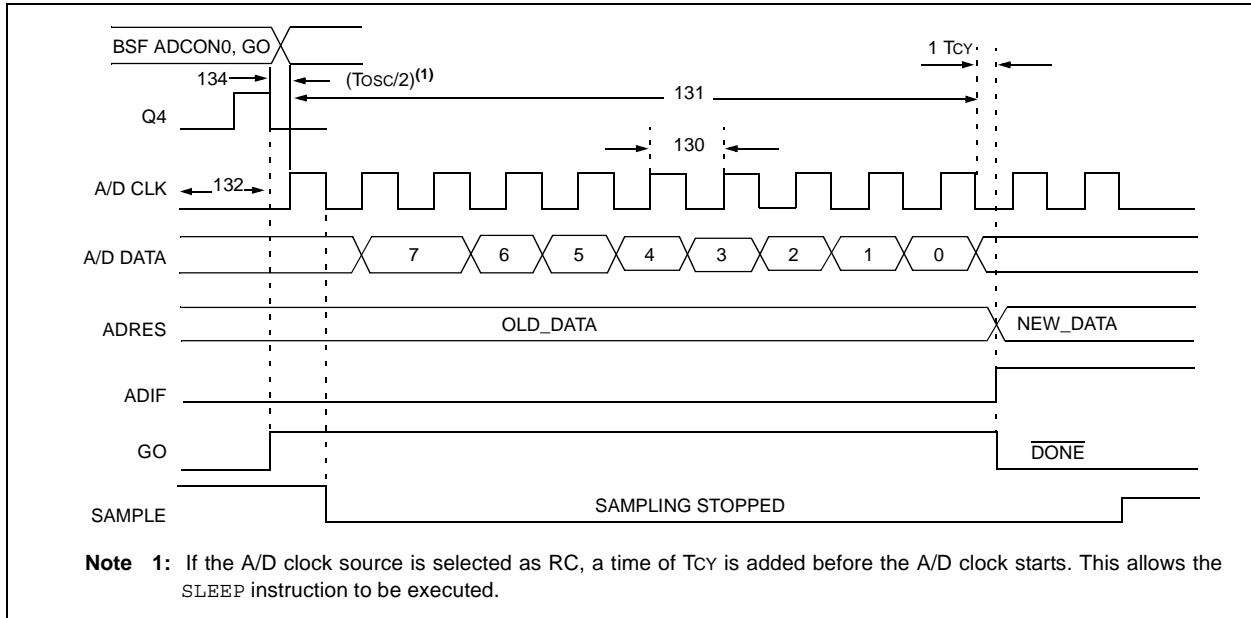 BSF ADCON0, GO
134
(TOSC/2)(1)
1 TCY
131
Q4
130
A/D CLK
132
A/D DATA
7 6 5 4 3 2 1 0
ADRES
OLD_DATA
NEW_DATA
ADIF
GO
DONE
SAMPLE
SAMPLING STOPPED
Note 1: If the A/D clock source is selected as RC, a time of TCY is added before the A/D clock starts. This allows the
SLEEP instruction to be executed.